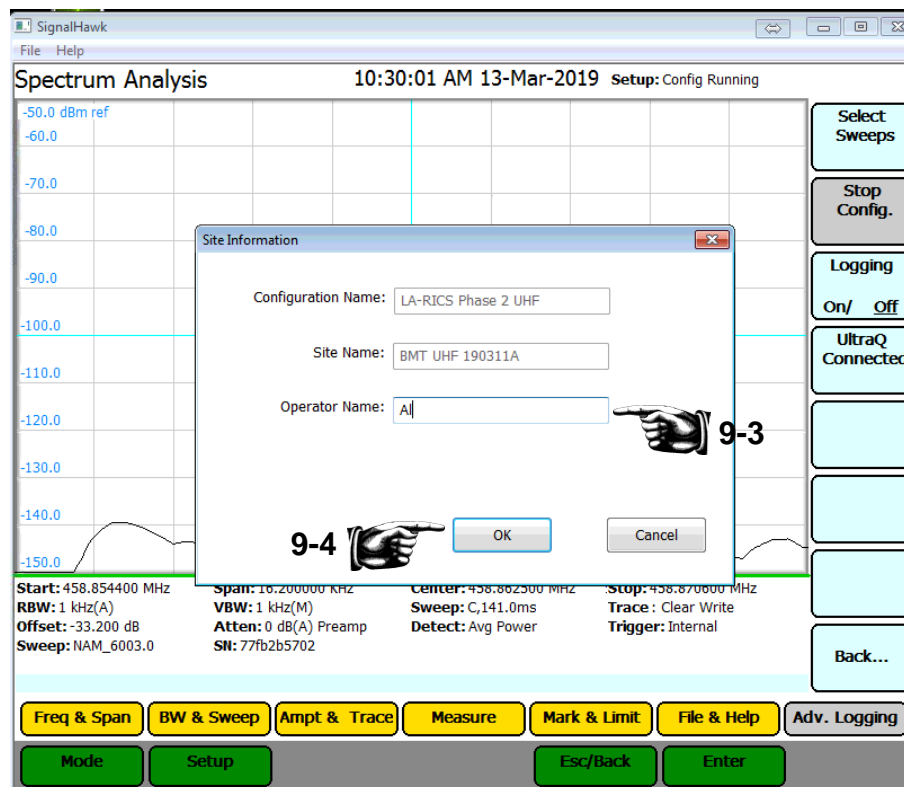 SignalHawk
File Help
Spectrum Analysis 10:30:01 AM 13-Mar-2019 Setup: Config Running
-50.0 dBm ref
-60.0
-70.0
-80.0
-90.0
-100.0
-110.0
-120.0
-130.0
-140.0
-150.0
Site Information
Configuration Name: LA-RICS Phase 2 UHF
Site Name: BMT UHF 190311A
Operator Name: Al
9-3
9-4
OK Cancel
Select Sweeps
Stop Config.
Logging
On/ Off
UltraQ
Connected
Back...
Start: 458.854400 MHz Span: 16.200000 KHz Center: 458.862500 MHz Stop: 458.870600 MHz
RBW: 1 kHz(A) VBW: 1 kHz(M) Sweep: C,141.0ms Trace : Clear Write
Offset: -33.200 dB Atten: 0 dB(A) Preamp Detect: Avg Power Trigger: Internal
Sweep: NAM_6003.0 SN: 77fb2b5702
Freq & Span BW & Sweep Ampt & Trace Measure Mark & Limit File & Help Adv. Logging
Mode Setup Esc/Back Enter